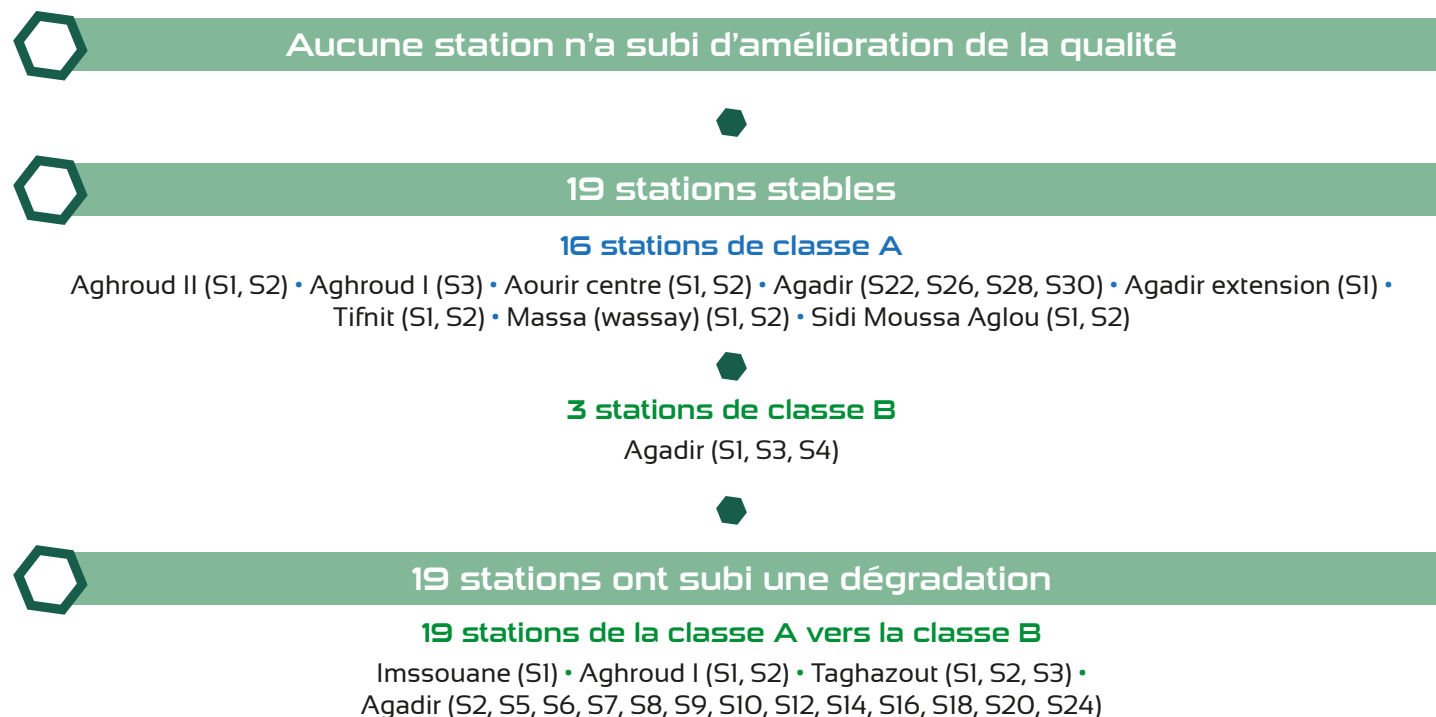 Aucune station n'a subi d'amélioration de la qualité
19 stations stables
16 stations de classe A
Aghroud II (S1, S2) • Aghroud I (S3) • Aourir centre (S1, S2) • Agadir (S22, S26, S28, S30) • Agadir extension (S1) •
Tifnit (S1, S2) • Massa (wassay) (S1, S2) • Sidi Moussa Aglou (S1, S2)
3 stations de classe B
Agadir (S1, S3, S4)
19 stations ont subi une dégradation
19 stations de la classe A vers la classe B
Imssouane (S1) • Aghroud I (S1, S2) • Taghazout (S1, S2, S3) •
Agadir (S2, S5, S6, S7, S8, S9, S10, S12, S14, S16, S18, S20, S24)